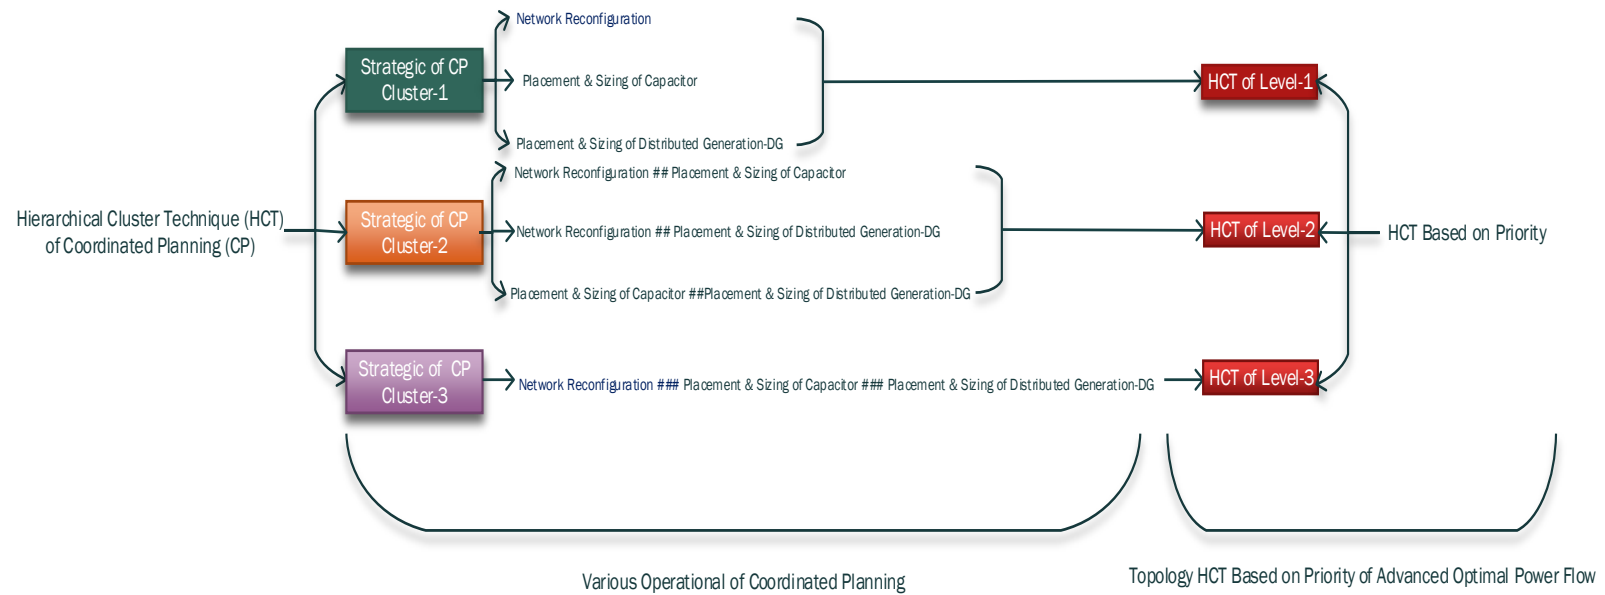 Network Reconfiguration
Strategic of CP
Cluster-1
Placement & Sizing of Capacitor
HCT of Level-1
Placement & Sizing of Distributed Generation-DG
Network Reconfiguration ## Placement & Sizing of Capacitor
Hierarchical Cluster Technique (HCT)
of Coordinated Planning (CP)
Strategic of CP
Cluster-2
Network Reconfiguration ## Placement & Sizing of Distributed Generation-DG
HCT of Level-2
HCT Based on Priority
Placement & Sizing of Capacitor ##Placement & Sizing of Distributed Generation-DG
Strategic of CP
Cluster-3
Network Reconfiguration ### Placement & Sizing of Capacitor ### Placement & Sizing of Distributed Generation-DG
HCT of Level-3
Various Operational of Coordinated Planning
Topology HCT Based on Priority of Advanced Optimal Power Flow